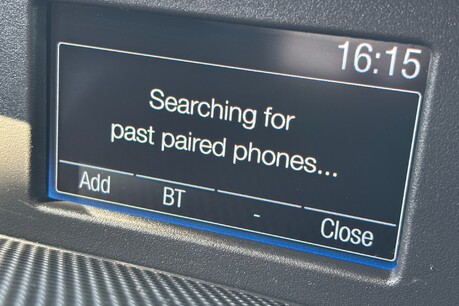 16:15
Searching for
past paired phones...
Add BT - Close